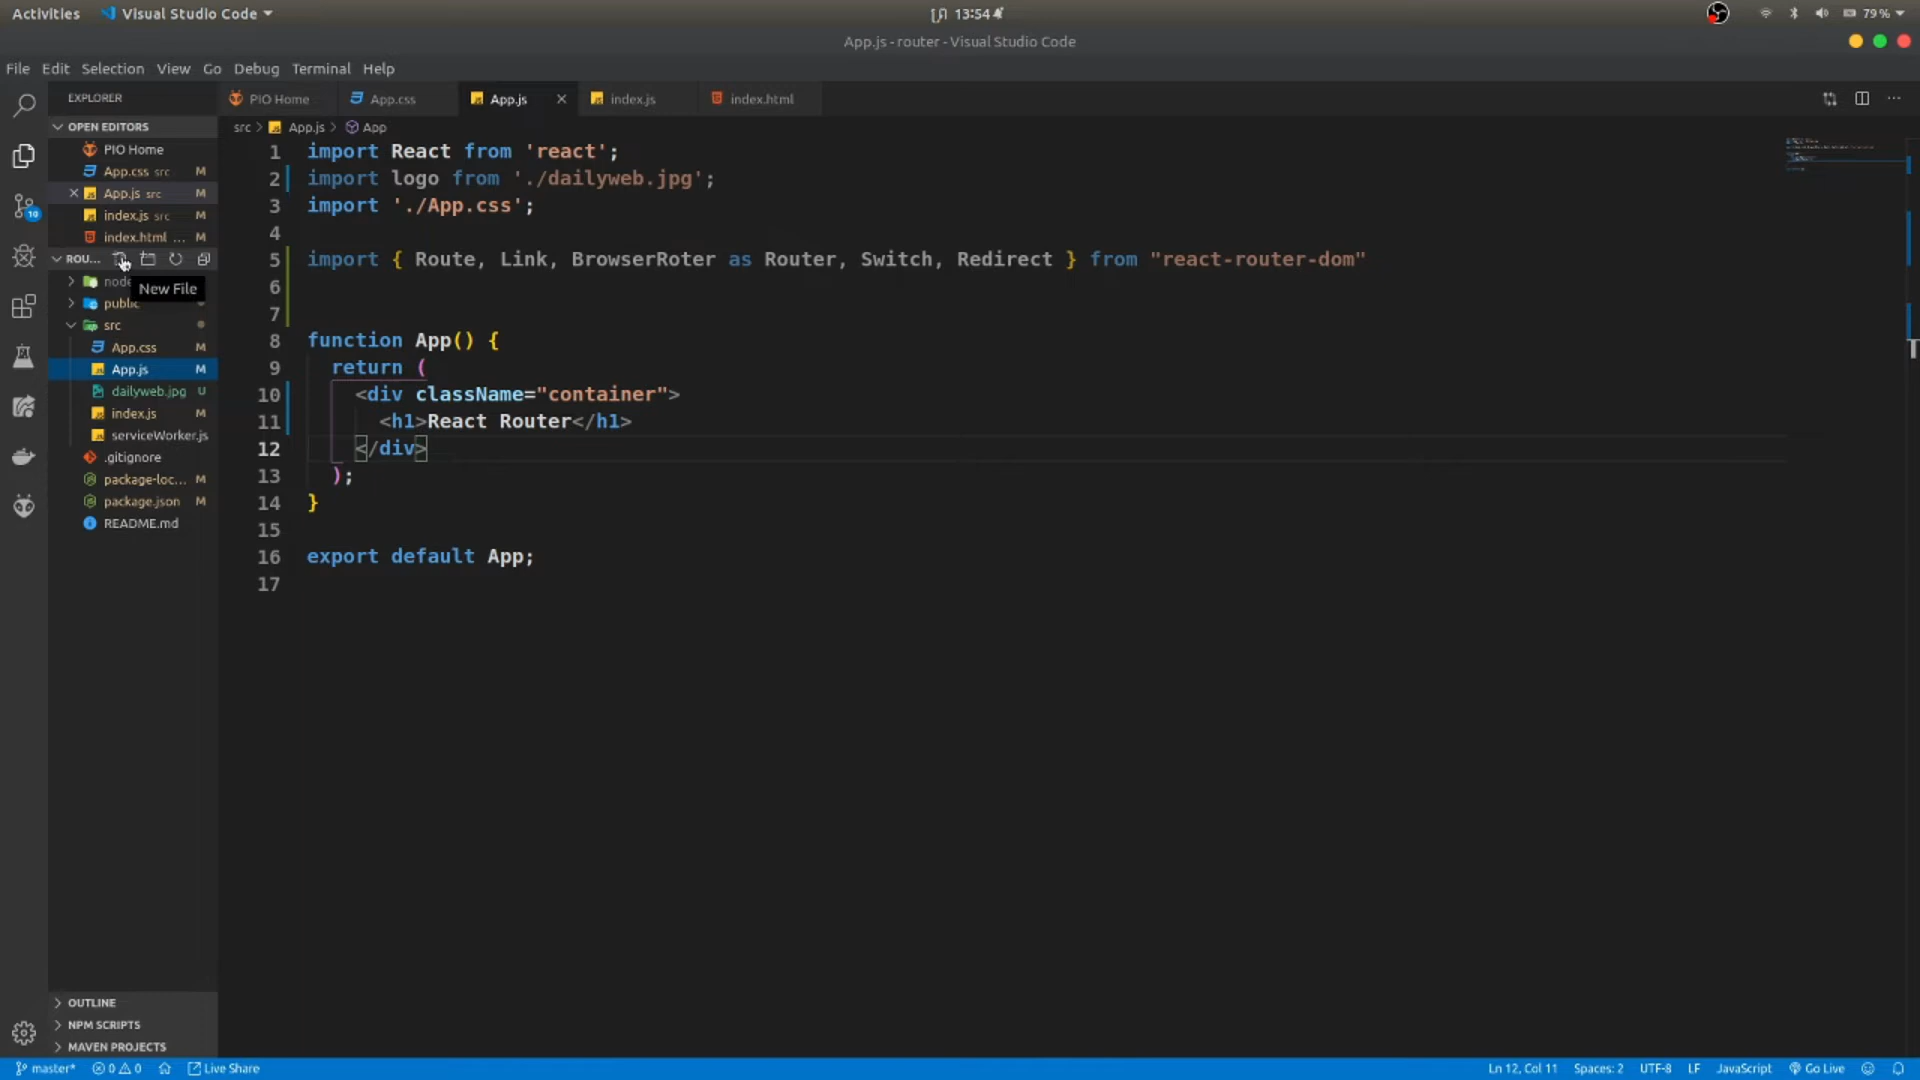 Activities Visual Studio Code 13:54 79 %
App.js - router - Visual Studio Code
File Edit Selection View Go Debug Terminal Help
EXPLORER
OPEN EDITORS
PIO Home
App.css src M
App.js src M
index.js src M
index.html ... M
ROU...
New File
node
public
src
App.css M
App.js M
dailyweb.jpg U
index.js M
serviceWorker.js
.gitignore
package-loc... M
package.json M
README.md
OUTLINE
NPM SCRIPTS
MAVEN PROJECTS
10
PIO Home App.css App.js index.js index.html
src > App.js > App
1 import React from 'react';
2 import logo from './dailyweb.jpg';
3 import './App.css';
4
5 import { Route, Link, BrowserRoter as Router, Switch, Redirect } from "react-router-dom"
6
7
8 function App() {
9 return (
10 <div className="container">
11 <h1>React Router</h1>
12 </div>
13 );
14 }
15
16 export default App;
17
master* 0 0 Live Share Ln 12, Col 11 Spaces: 2 UTF-8 LF JavaScript Go Live